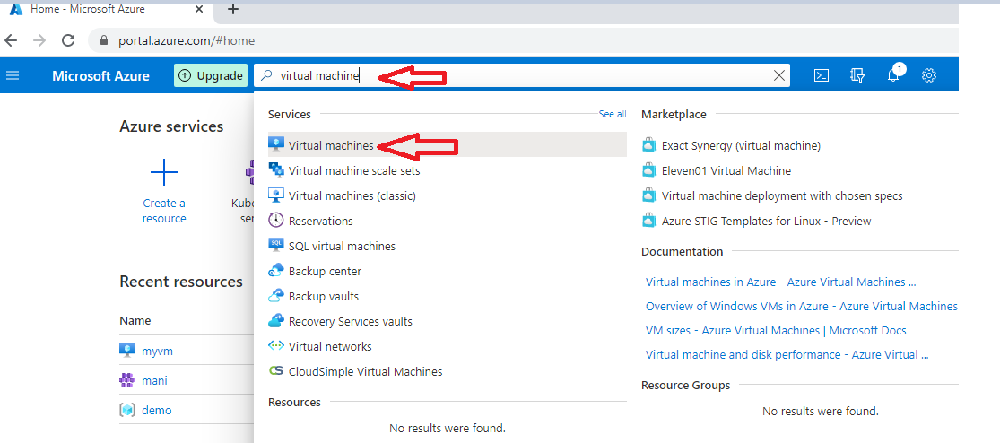 Home - Microsoft Azure
portal.azure.com/#home
Microsoft Azure
Upgrade
virtual machine
1
Azure services
Create a
resource
Kube
ser
Recent resources
Name
myvm
mani
demo
Services
See all
Virtual machines
Virtual machine scale sets
Virtual machines (classic)
Reservations
SQL
SQL virtual machines
Backup center
Backup vaults
Recovery Services vaults
Virtual networks
CS
CloudSimple Virtual Machines
Resources
No results were found.
Marketplace
Exact Synergy (virtual machine)
Eleven01 Virtual Machine
Virtual machine deployment with chosen specs
Azure STIG Templates for Linux - Preview
Documentation
Virtual machines in Azure - Azure Virtual Machines ...
Overview of Windows VMs in Azure - Azure Virtual Machines
VM sizes - Azure Virtual Machines | Microsoft Docs
Virtual machine and disk performance - Azure Virtual ...
Resource Groups
No results were found.